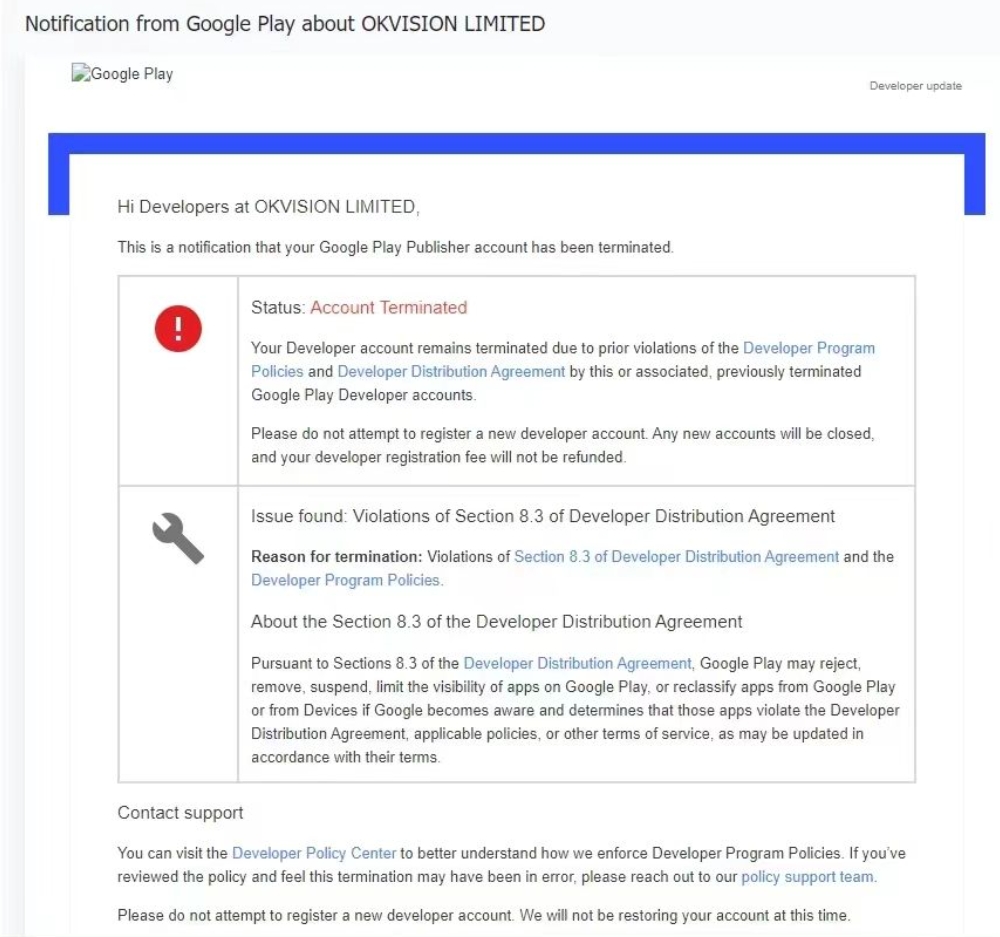 Notification from Google Play about OKVISION LIMITED
Google Play
Developer update
Hi Developers at OKVISION LIMITED,
This is a notification that your Google Play Publisher account has been terminated.
Status: Account Terminated
Your Developer account remains terminated due to prior violations of the Developer Program
Policies and Developer Distribution Agreement by this or associated, previously terminated
Google Play Developer accounts.
Please do not attempt to register a new developer account. Any new accounts will be closed,
and your developer registration fee will not be refunded.
Issue found: Violations of Section 8.3 of Developer Distribution Agreement
Reason for termination: Violations of Section 8.3 of Developer Distribution Agreement and the
Developer Program Policies.
About the Section 8.3 of the Developer Distribution Agreement
Pursuant to Sections 8.3 of the Developer Distribution Agreement, Google Play may reject,
remove, suspend, limit the visibility of apps on Google Play, or reclassify apps from Google Play
or from Devices if Google becomes aware and determines that those apps violate the Developer
Distribution Agreement, applicable policies, or other terms of service, as may be updated in
accordance with their terms.
Contact support
You can visit the Developer Policy Center to better understand how we enforce Developer Program Policies. If you've
reviewed the policy and feel this termination may have been in error, please reach out to our policy support team.
Please do not attempt to register a new developer account. We will not be restoring your account at this time.